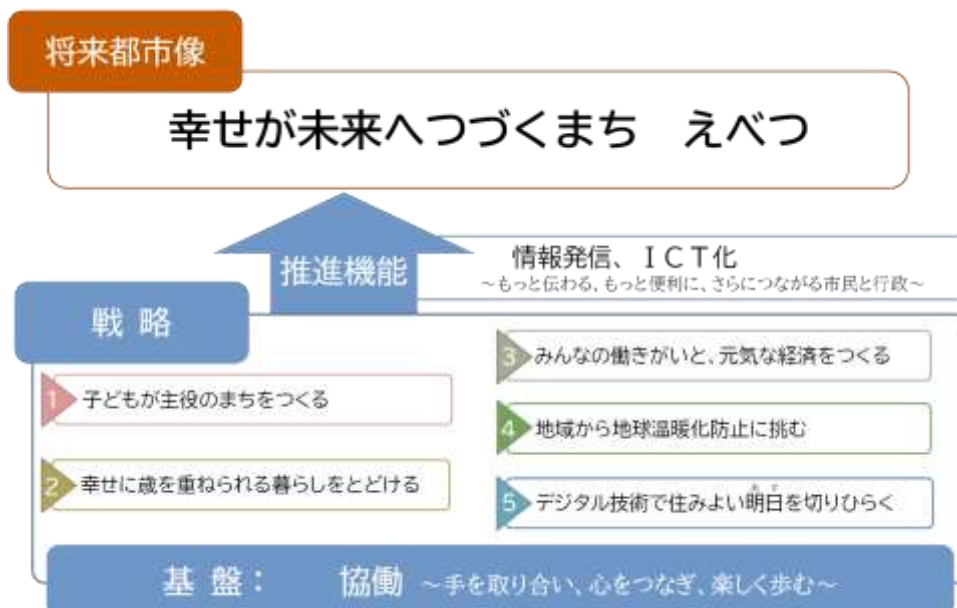 将来都市像
幸せが未来へつづくまち　えべつ
推進機能
情報発信、ＩＣＴ化
～もっと伝わる、もっと便利に、さらにつながる市民と行政～
戦 略
1 子どもが主役のまちをつくる
2 幸せに歳を重ねられる暮らしをとどける
3 みんなの働きがいと、元気な経済をつくる
4 地域から地球温暖化防止に挑む
あ す
5 デジタル技術で住みよい明日を切りひらく
基 盤：　協働 ～手を取り合い、心をつなぎ、楽しく歩む～